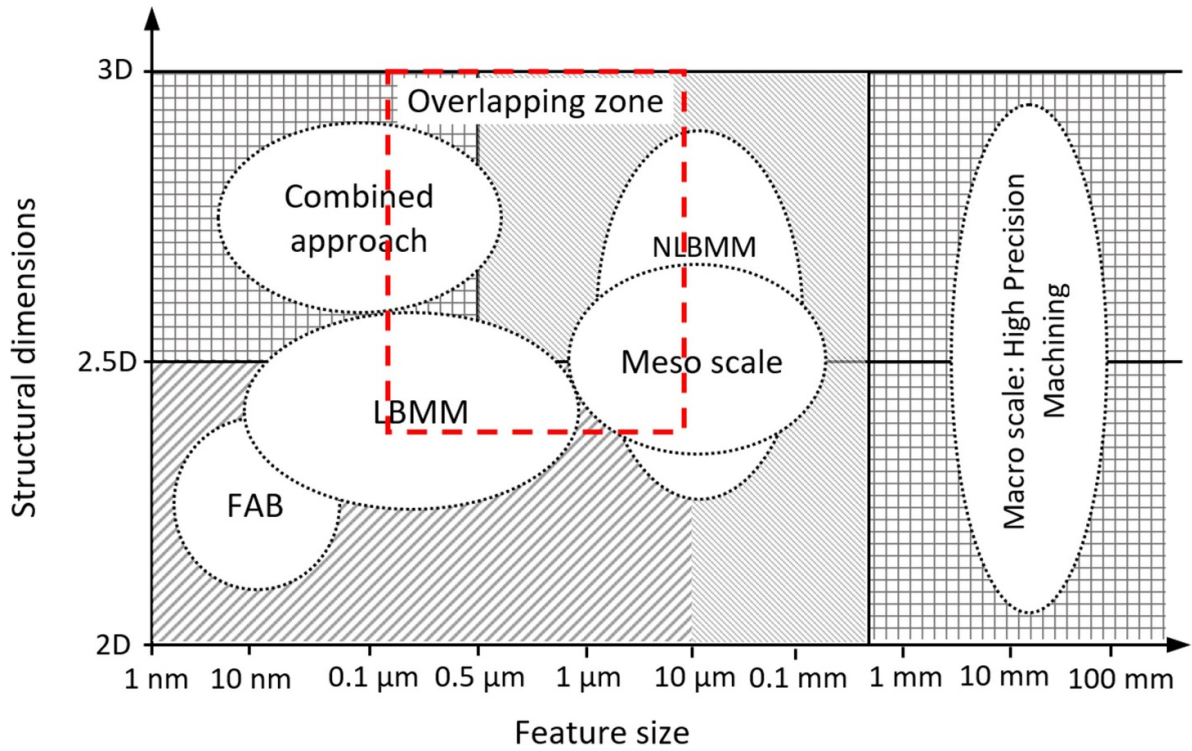 3D
Overlapping zone
Combined
approach
NLBMM
Structural dimensions
Macro scale: High Precision
Machining
2.5D
Meso scale
LBMM
FAB
2D
1 nm 10 nm 0.1 µm 0.5 µm 1 µm 10 µm 0.1 mm 1 mm 10 mm 100 mm
Feature size